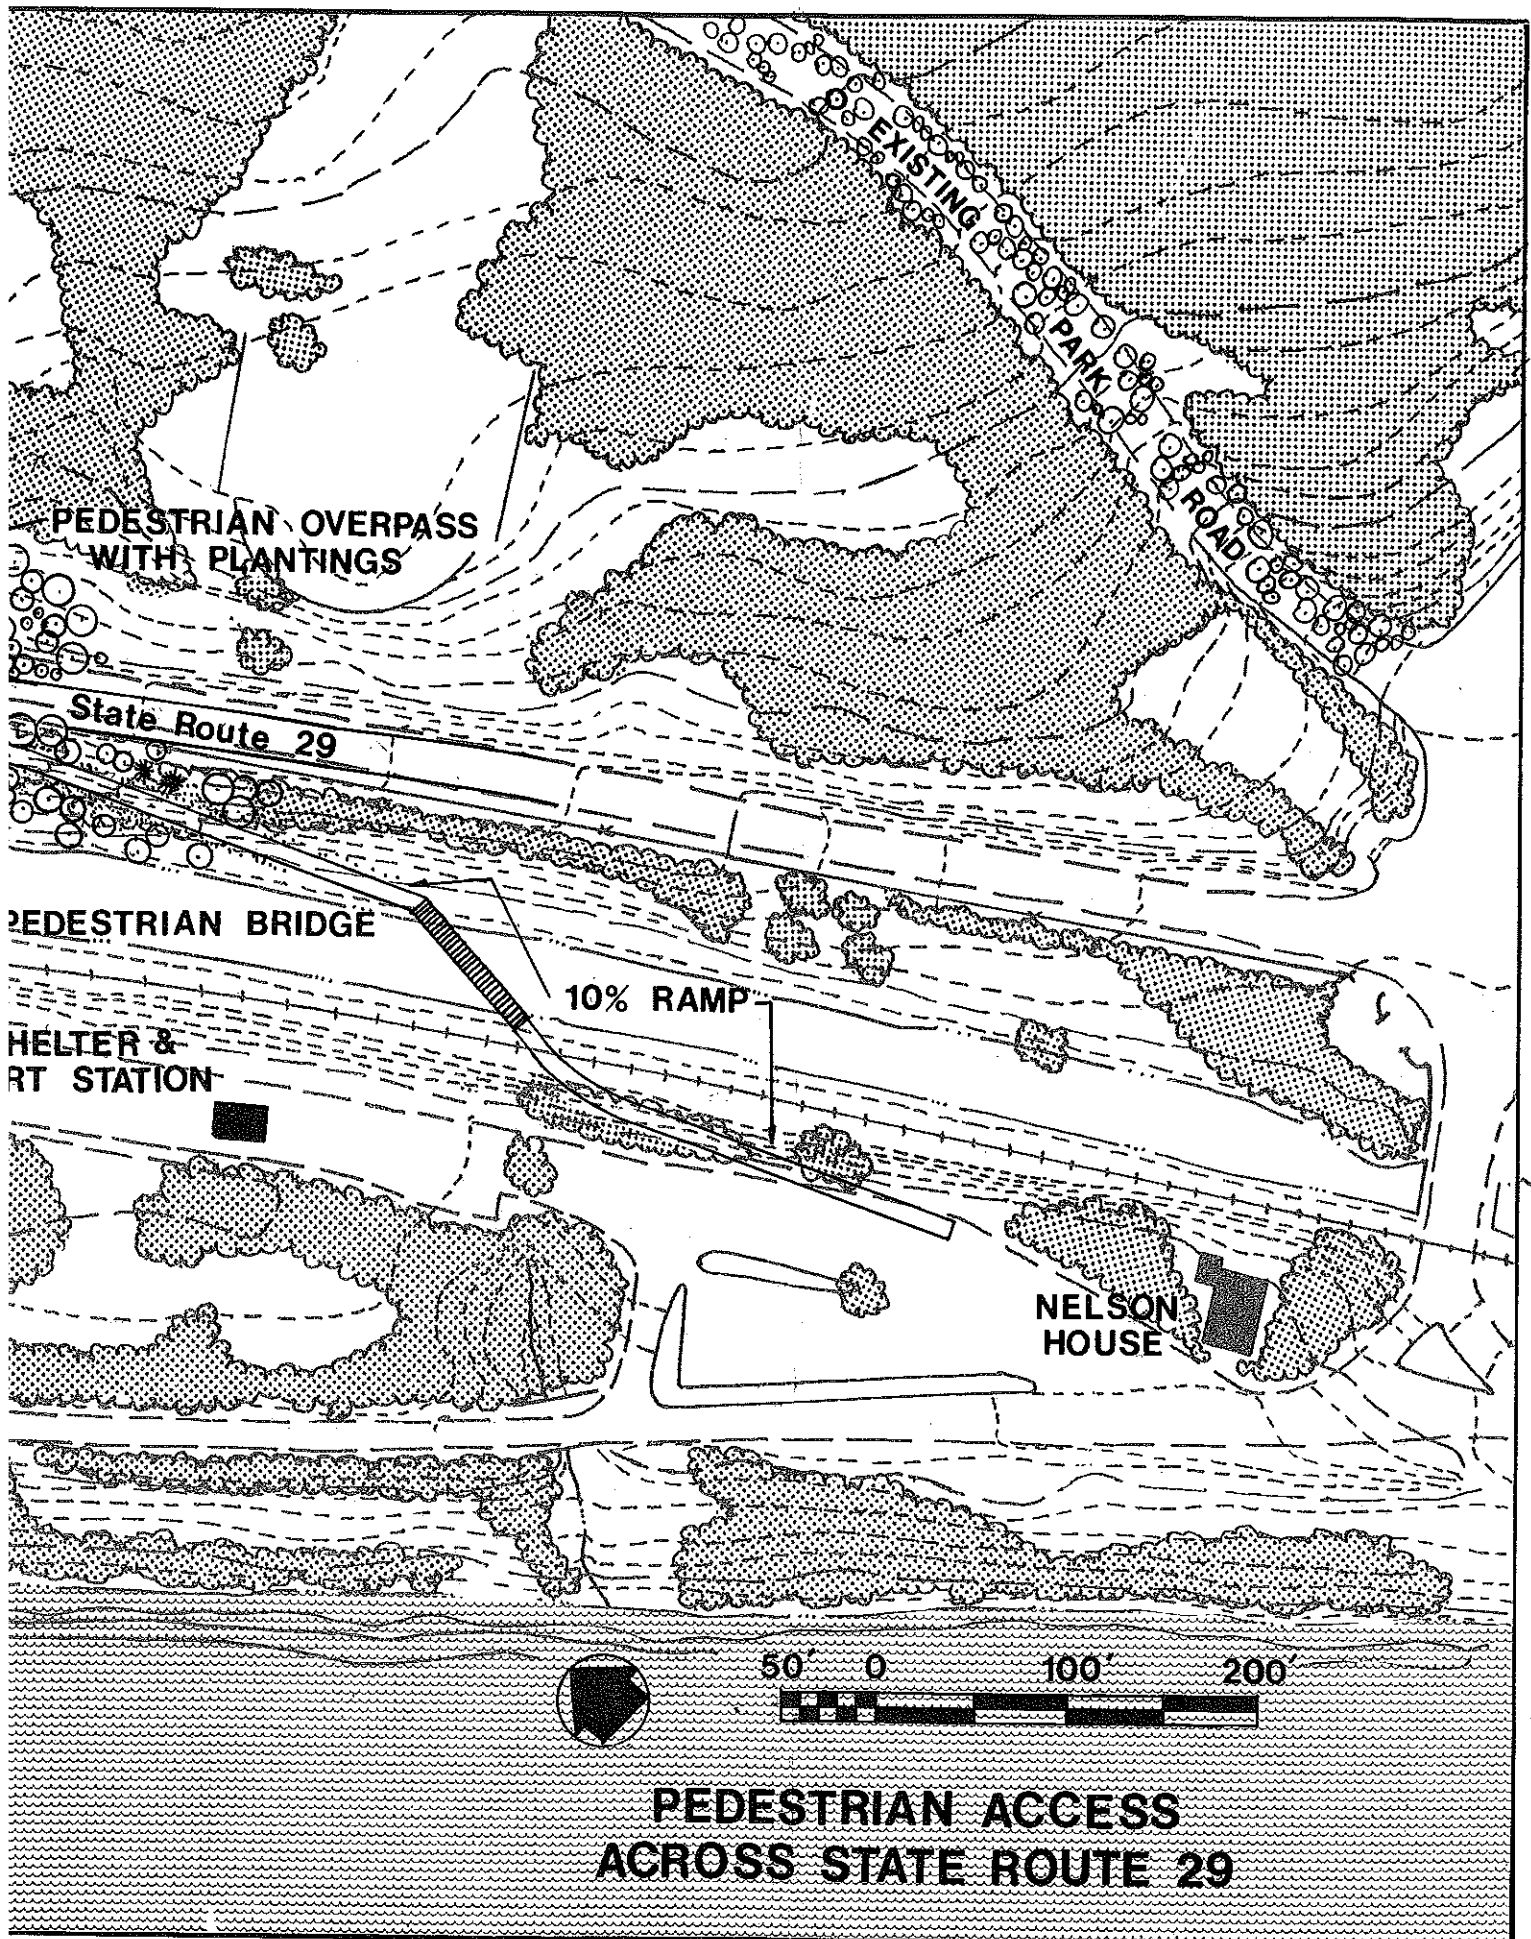 EXISTING PARK ROAD
PEDESTRIAN OVERPASS
WITH PLANTINGS
State Route 29
PEDESTRIAN BRIDGE
10% RAMP
HELTER &
RT STATION
NELSON
HOUSE
50' 0 100' 200'
PEDESTRIAN ACCESS
ACROSS STATE ROUTE 29